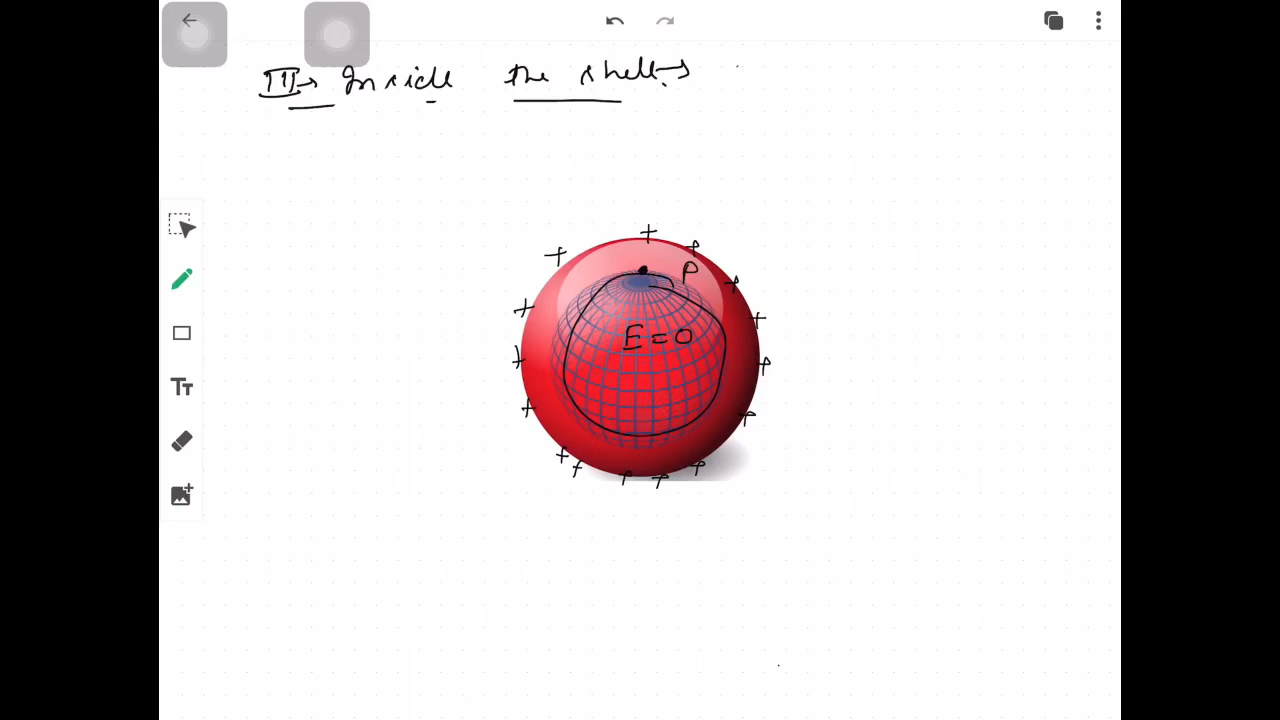 III→ Inside the shell→
P
E = 0